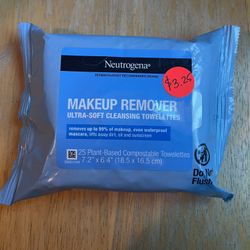 Neutrogena®
DERMATOLOGIST RECOMMENDED BRAND
$3.25
MAKEUP REMOVER
ULTRA-SOFT CLEANSING TOWELETTES
removes up to 99% of makeup, even waterproof
mascara, lifts away dirt, oil and sunscreen
25 Plant-Based Compostable Towelettes
7.2" x 6.4" (18.5 x 16.5 cm)
Do No
Flush